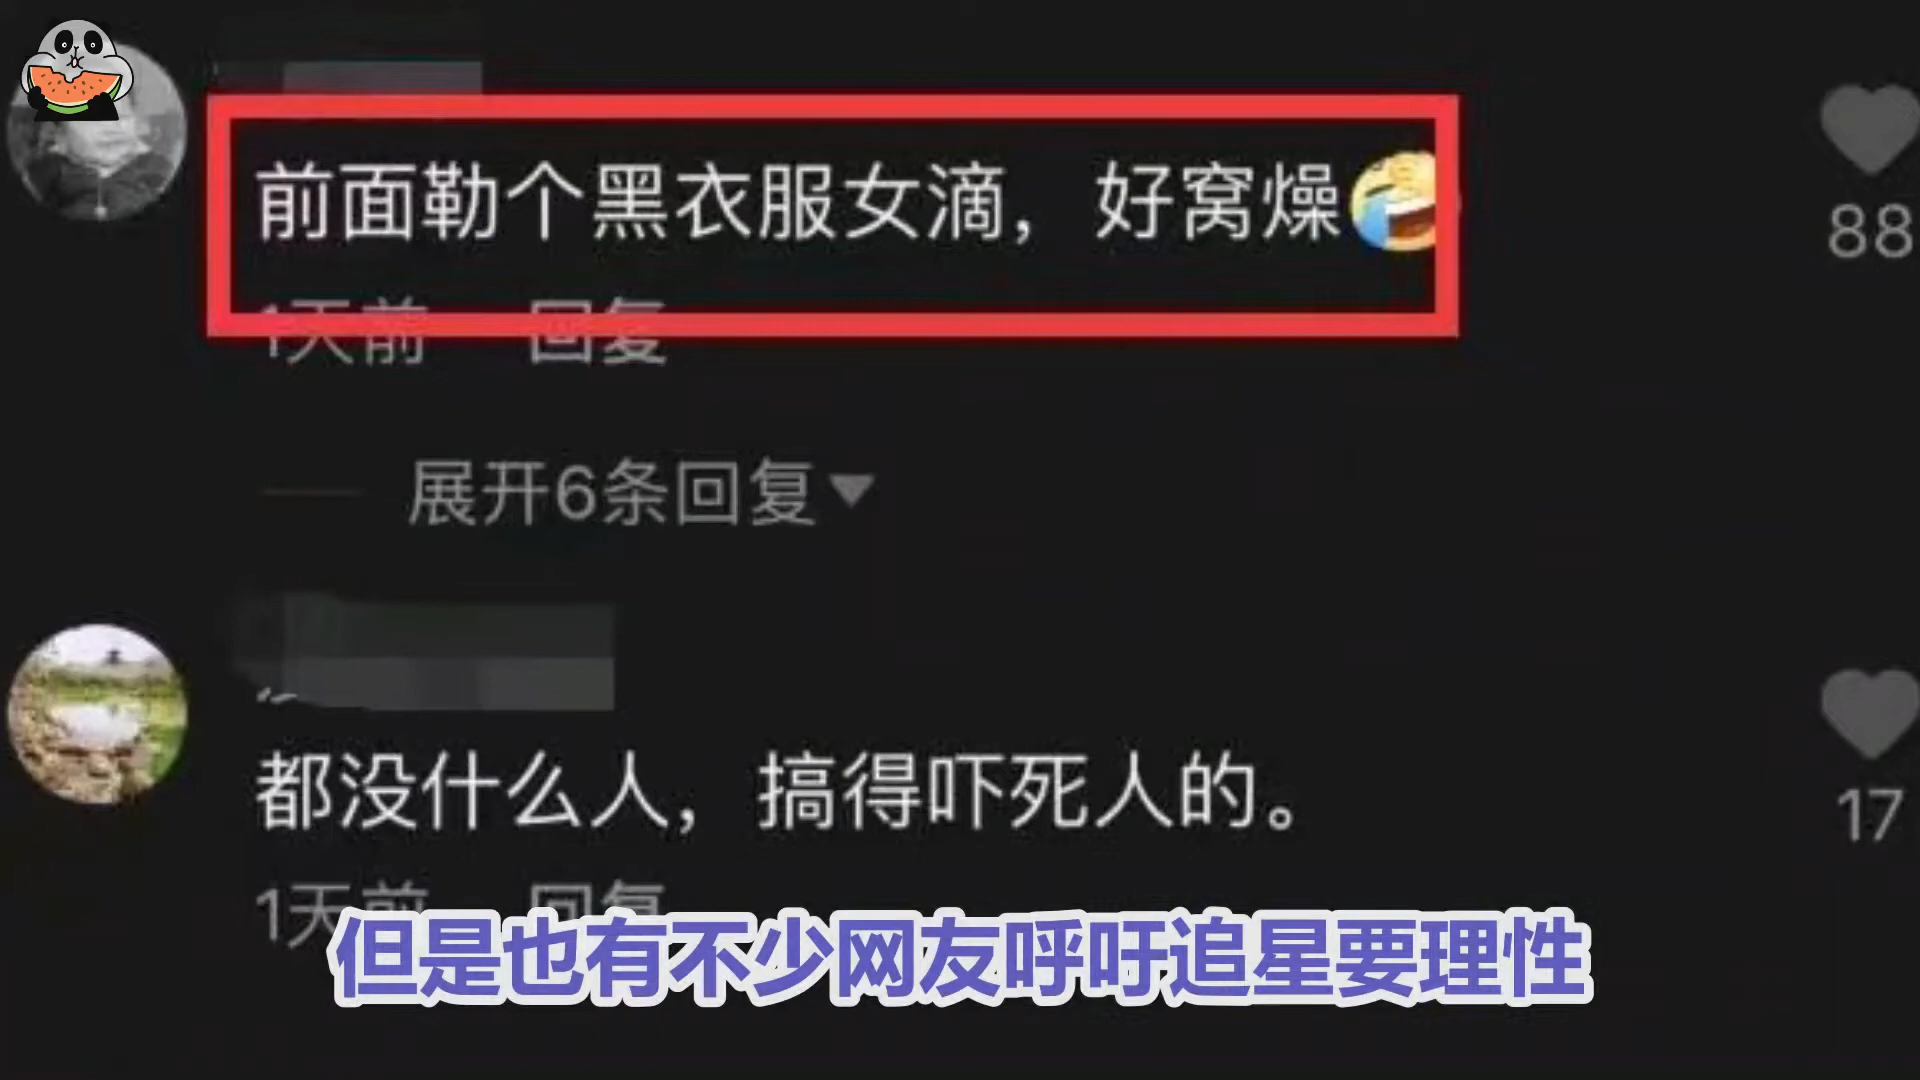 前面勒个黑衣服女滴，好窝燥🤣
88
1天前 回复
展开6条回复▼
都没什么人，搞得吓死人的。
17
1天前 回复
但是也有不少网友呼吁追星要理性